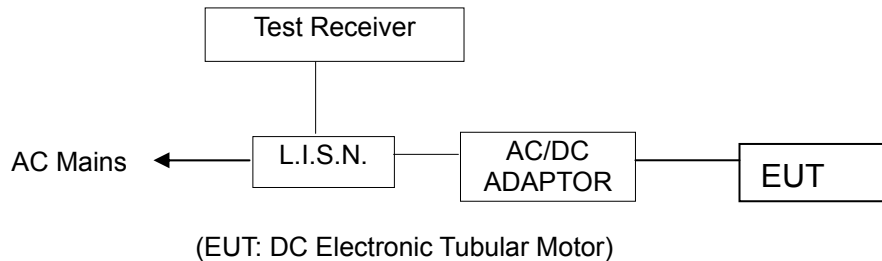 Test Receiver
AC Mains
L.I.S.N.
AC/DC
ADAPTOR
EUT
(EUT: DC Electronic Tubular Motor)